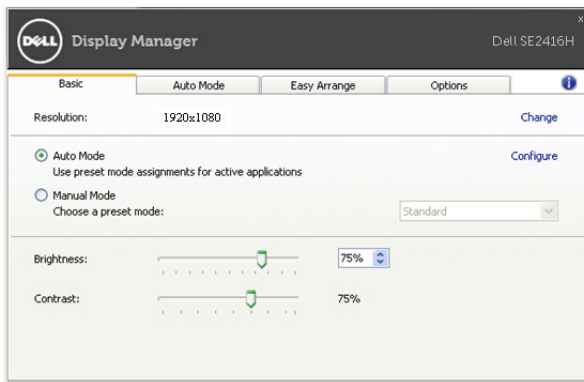 DELL Display Manager Dell SE2416H
Basic Auto Mode Easy Arrange Options
Resolution: 1920x1080 Change
Auto Mode Configure
Use preset mode assignments for active applications
Manual Mode
Choose a preset mode: Standard
Brightness: 75%
Contrast: 75%